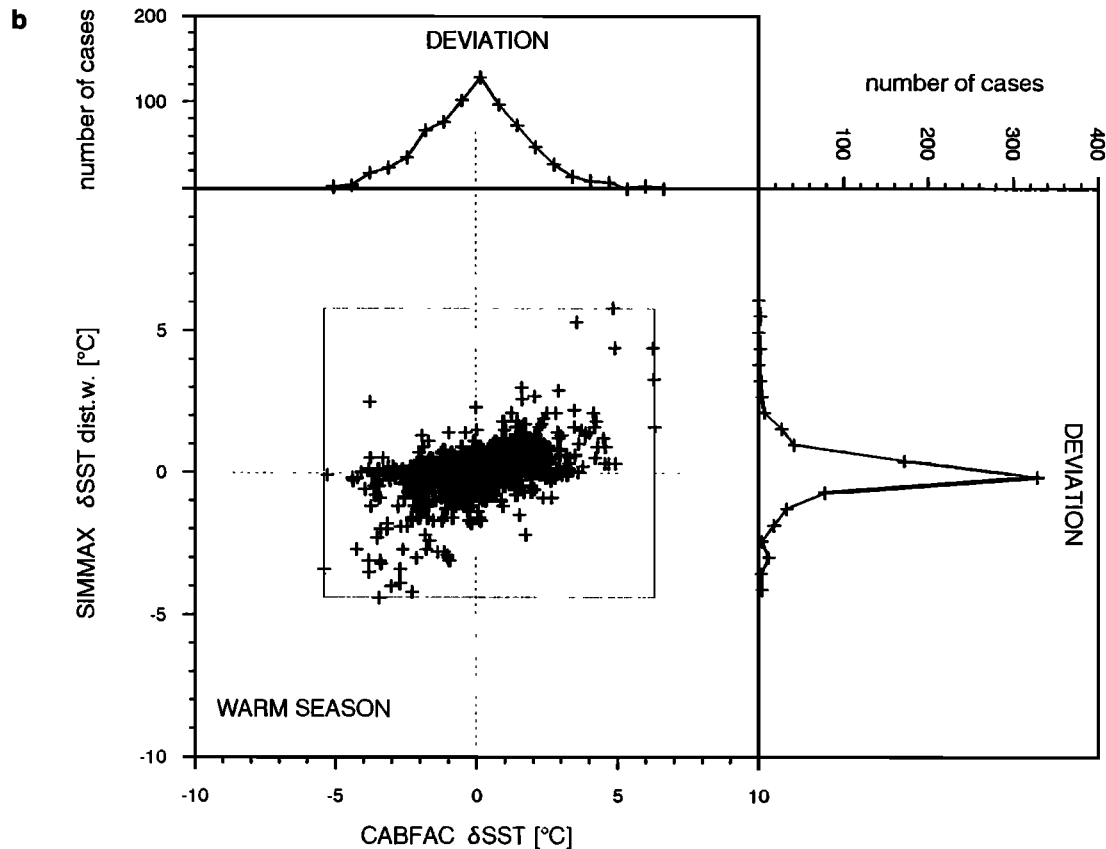 b
200
100
number of cases
DEVIATION
number of cases
100
200
300
400
5
0
-5
-10
SIMMAX δSST dist.w. [°C]
DEVIATION
WARM SEASON
-10
-5
0
5
10
CABFAC δSST [°C]